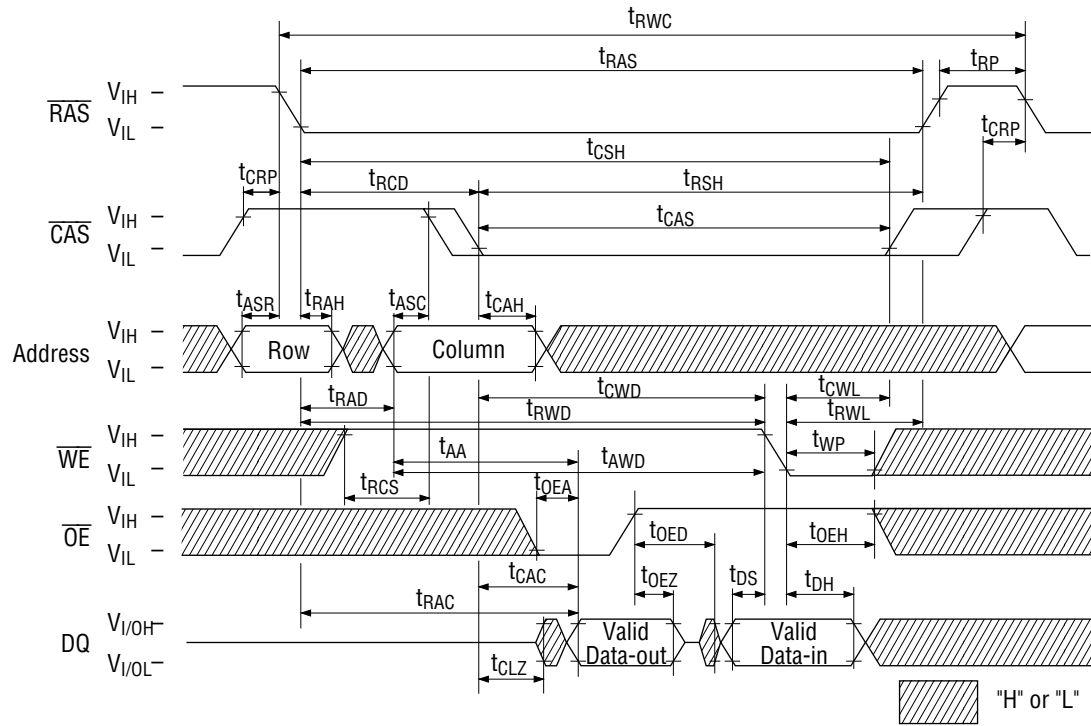 tRWC
tRAS
tRP
RAS
VIH –
VIL –
tCRP
tCSH
tCRP
tRCD
tRSH
CAS
VIH –
VIL –
tCAS
tASR
tRAH
tASC
tCAH
Address
VIH –
VIL –
Row
Column
tRAD
tCWD
tCWL
tRWD
tRWL
WE
VIH –
VIL –
tAA
tAWD
tWP
tRCS
tOEA
OE
VIH –
VIL –
tOED
tOEH
tCAC
tOEZ
tDS
tDH
tRAC
DQ
VI/OH –
VI/OL –
Valid
Data-out
Valid
Data-in
tCLZ
"H" or "L"